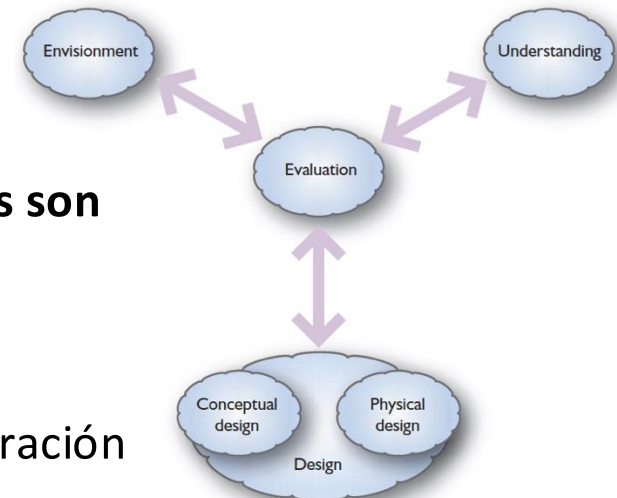 Envisionment
Understanding
Evaluation
s son
Conceptual
design
Physical
design
Design
ración